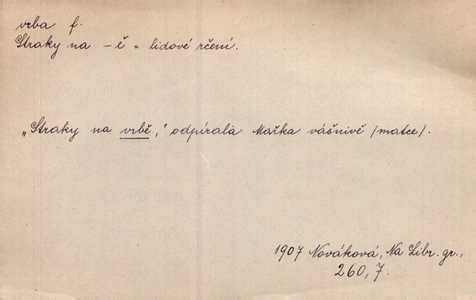 vrba f.
Straky na -ě = lidové rčení.
„Straky na vrbě," odpírala Mařka vášnivě (matce).
1907 Nováková, Na Libr. gr.,
260, 7.